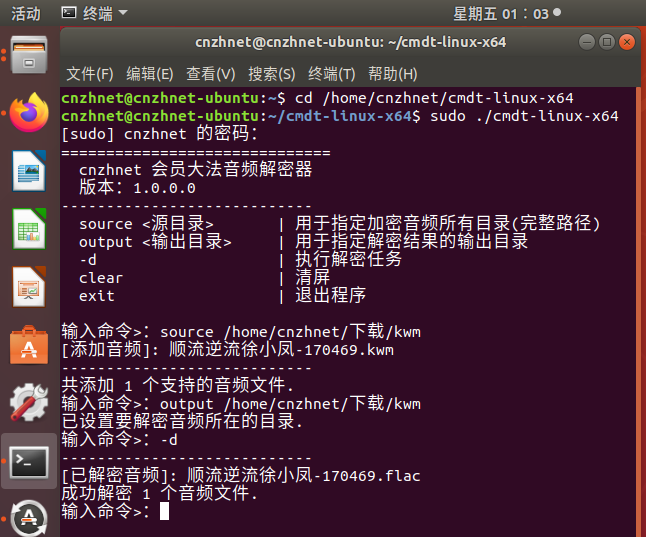 活动 终端 星期五 01：03
cnzhnet@cnzhnet-ubuntu: ~/cmdt-linux-x64
文件(F) 编辑(E) 查看(V) 搜索(S) 终端(T) 帮助(H)
cnzhnet@cnzhnet-ubuntu:~$ cd /home/cnzhnet/cmdt-linux-x64
cnzhnet@cnzhnet-ubuntu:~/cmdt-linux-x64$ sudo ./cmdt-linux-x64
[sudo] cnzhnet 的密码：
==============================
cnzhnet 会员大法音频解密器
版本：1.0.0.0
----------------------------
source <源目录> | 用于指定加密音频所有目录(完整路径)
output <输出目录> | 用于指定解密结果的输出目录
-d | 执行解密任务
clear | 清屏
exit | 退出程序
输入命令>：source /home/cnzhnet/下载/kwm
[添加音频]：顺流逆流徐小凤-170469.kwm
----------------------------
共添加 1 个支持的音频文件.
输入命令>：output /home/cnzhnet/下载/kwm
已设置要解密音频所在的目录.
输入命令>：-d
----------------------------
[已解密音频]：顺流逆流徐小凤-170469.flac
成功解密 1 个音频文件.
输入命令>：